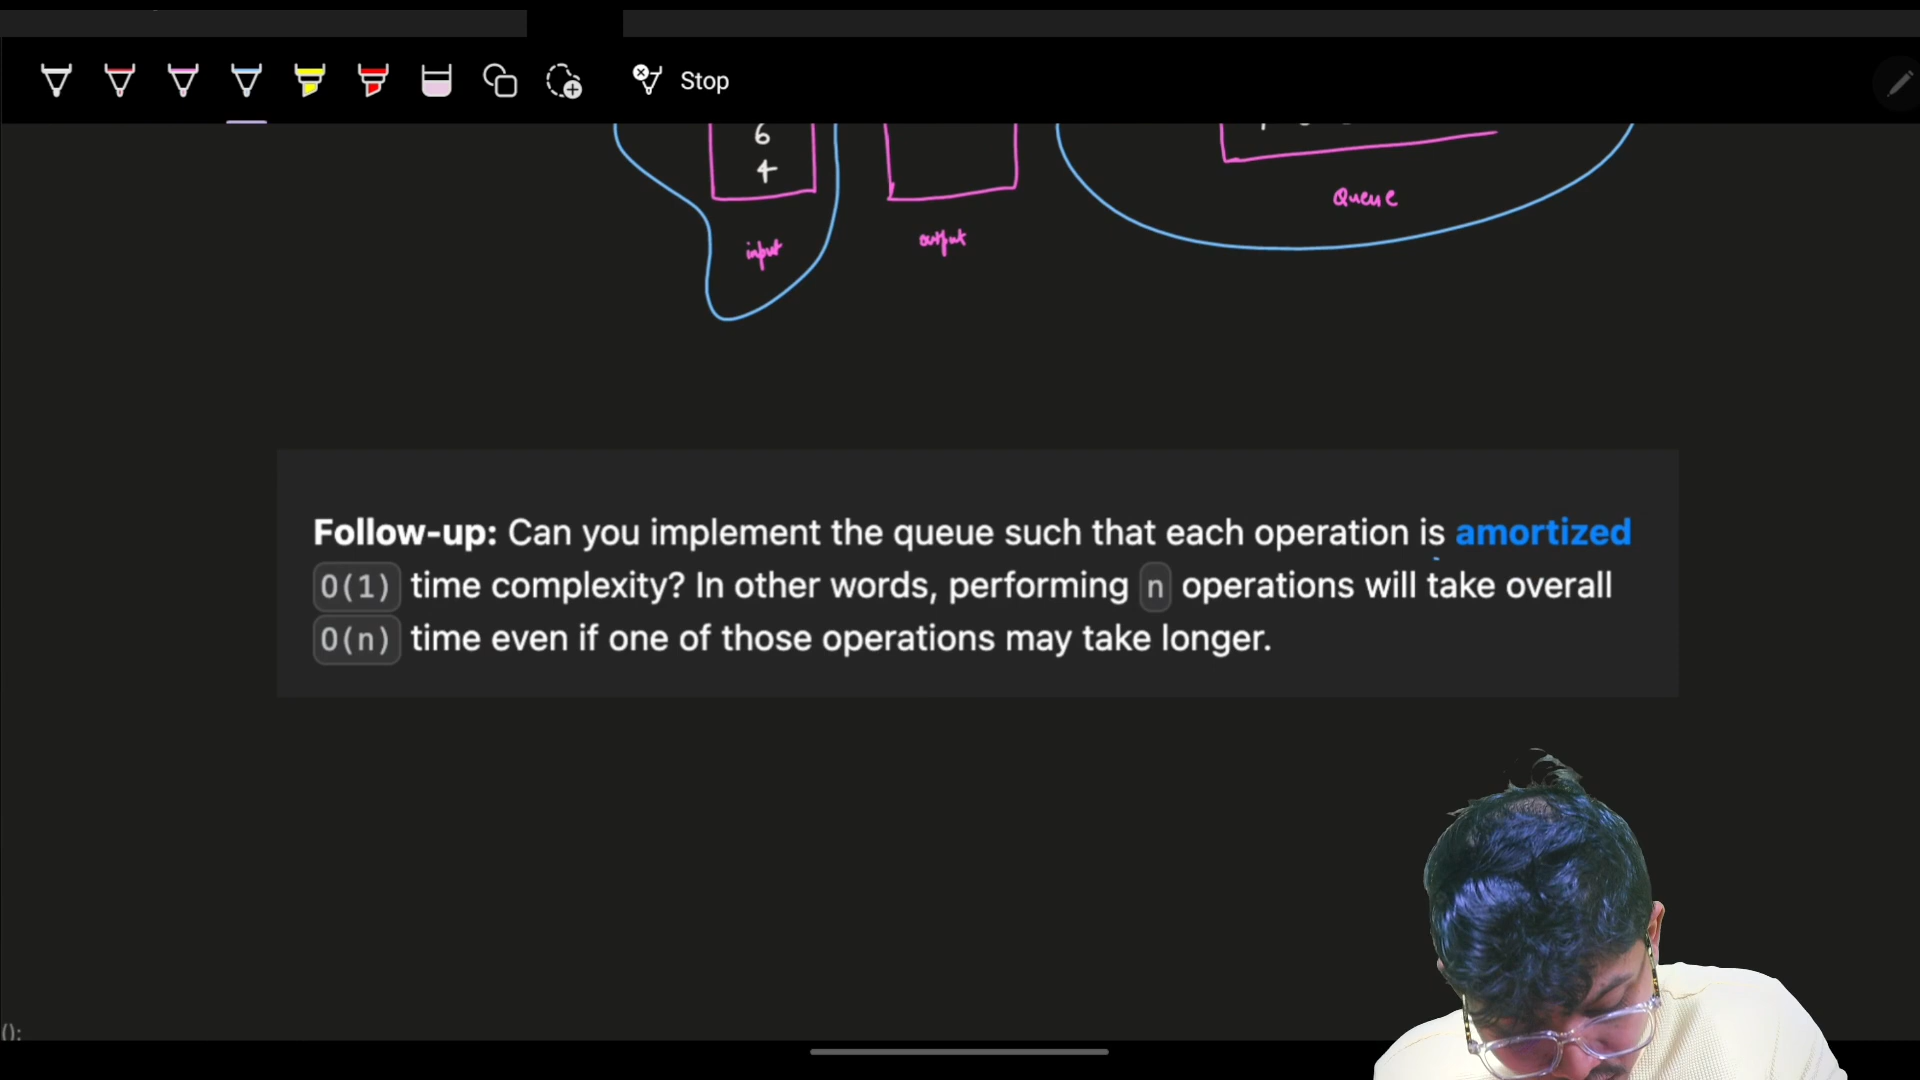 Stop
6
4
Queue
input
output
Follow-up: Can you implement the queue such that each operation is amortized
O(1) time complexity? In other words, performing n operations will take overall
O(n) time even if one of those operations may take longer.
():